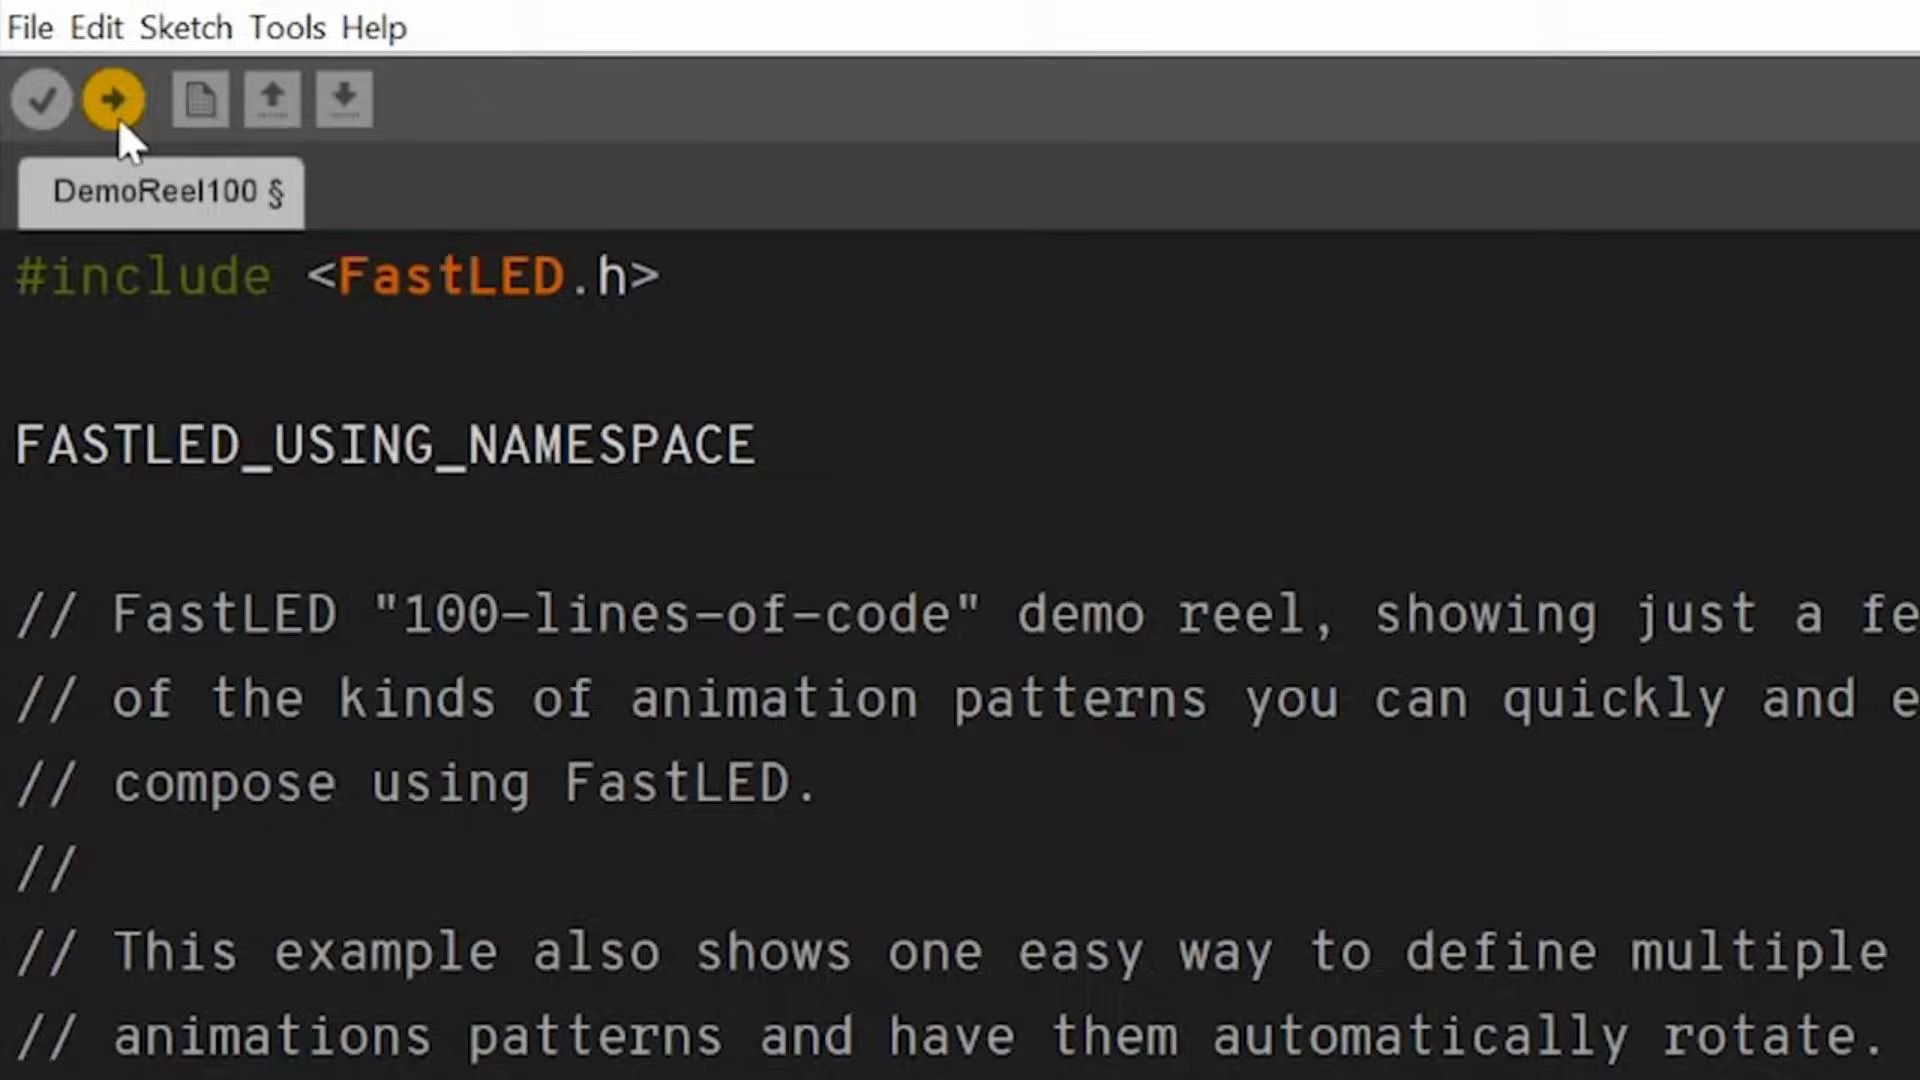 File Edit Sketch Tools Help
DemoReel100 §
#include <FastLED.h>
FASTLED_USING_NAMESPACE
// FastLED "100-lines-of-code" demo reel, showing just a fe
// of the kinds of animation patterns you can quickly and e
// compose using FastLED.
//
// This example also shows one easy way to define multiple
// animations patterns and have them automatically rotate.